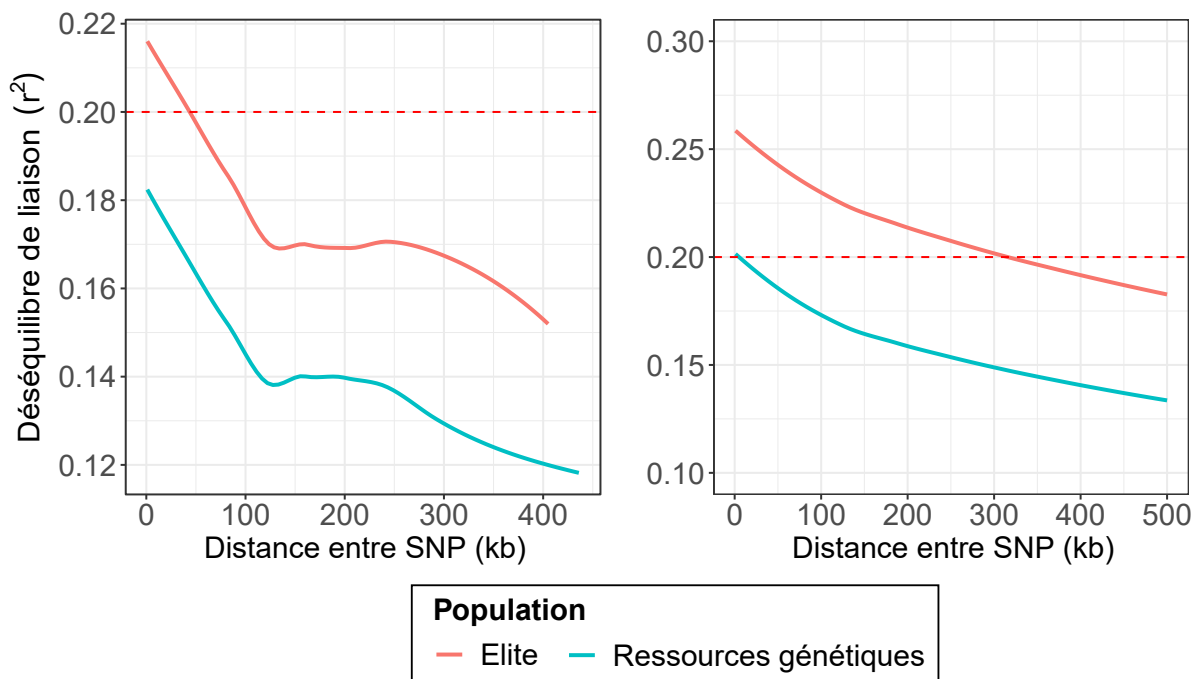 Déséquilibre de liaison (r²)
0.22
0.20
0.18
0.16
0.14
0.12
0 100 200 300 400
Distance entre SNP (kb)
0.30
0.25
0.20
0.15
0.10
0 100 200 300 400 500
Distance entre SNP (kb)
Population
Elite Ressources génétiques